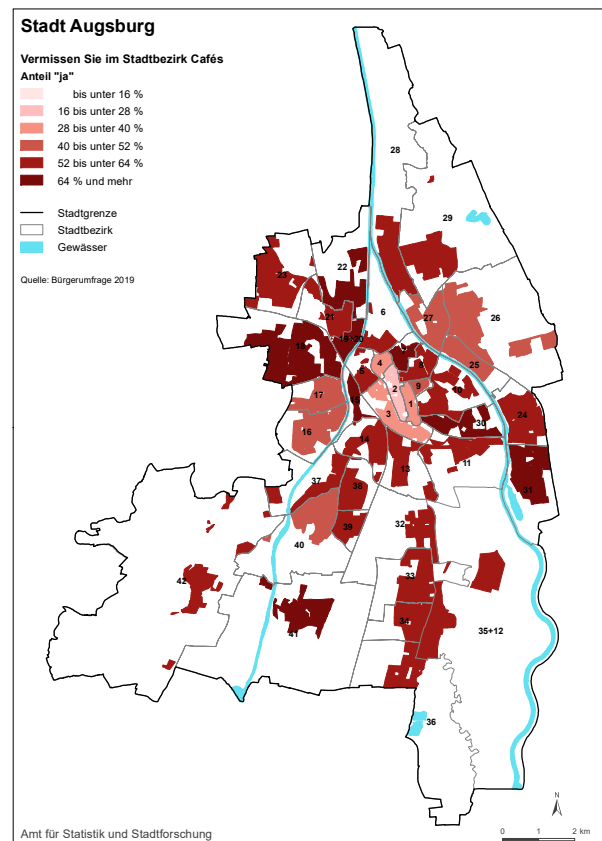 Stadt Augsburg
Vermissen Sie im Stadtbezirk Cafés
Anteil "ja"
bis unter 16 %
16 bis unter 28 %
28 bis unter 40 %
40 bis unter 52 %
52 bis unter 64 %
64 % und mehr
Stadtgrenze
Stadtbezirk
Gewässer
Quelle: Bürgerumfrage 2019
28
29
23
22
6
21
27
26
19
20
18
4
7
8
25
5
17
2
9
10
15
1
3
30
24
16
14
11
13
31
37
38
32
39
40
33
42
34
41
35+12
36
N
Amt für Statistik und Stadtforschung
0 1 2 km